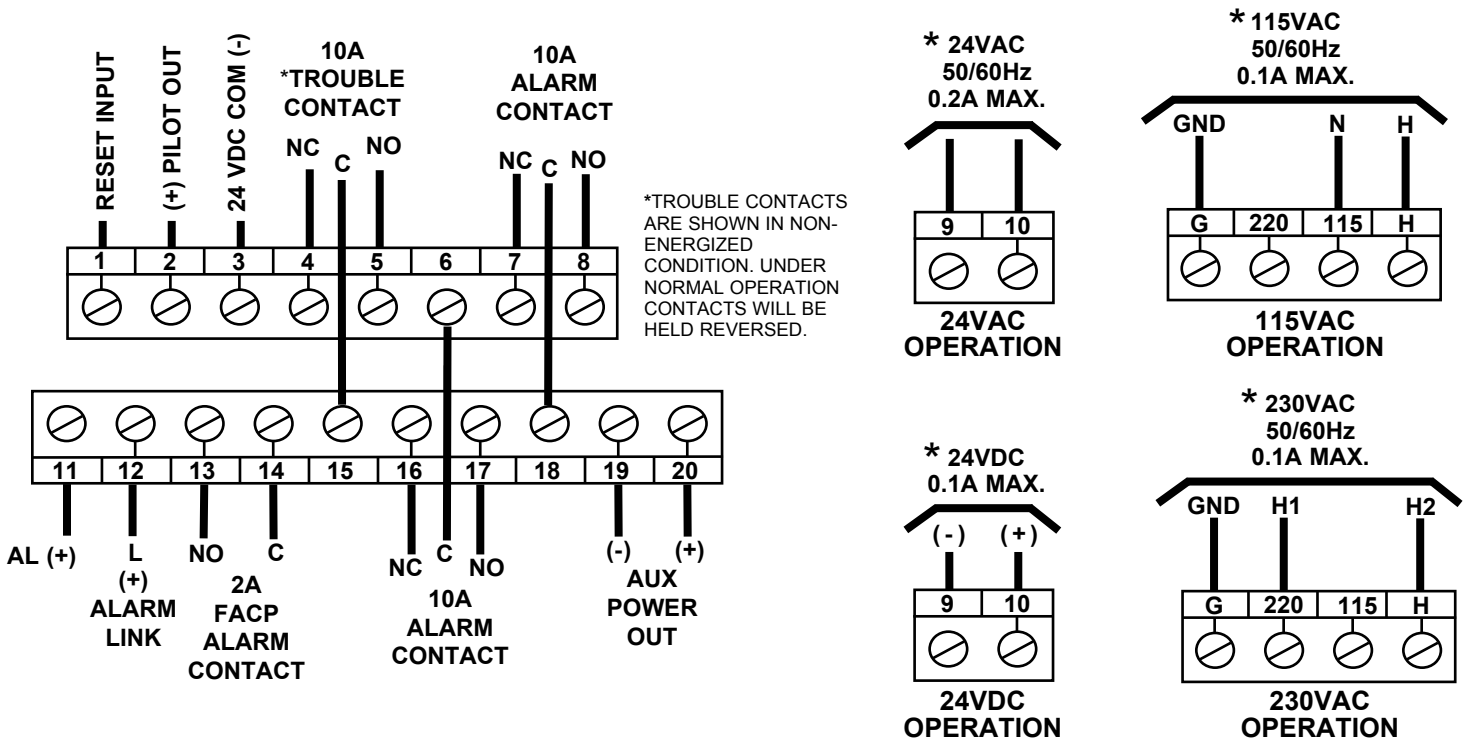 RESET INPUT
(+) PILOT OUT
24 VDC COM (-)
10A
*TROUBLE
CONTACT
NC
C
NO
10A
ALARM
CONTACT
NC
C
NO
1 2 3 4 5 6 7 8
*TROUBLE CONTACTS
ARE SHOWN IN NON-
ENERGIZED
CONDITION. UNDER
NORMAL OPERATION
CONTACTS WILL BE
HELD REVERSED.
11 12 13 14 15 16 17 18 19 20
AL (+)
L
(+)
ALARM
LINK
NO
C
2A
FACP
ALARM
CONTACT
NC
C
NO
10A
ALARM
CONTACT
(-)
(+)
AUX
POWER
OUT
* 24VAC
50/60Hz
0.2A MAX.
9 10
24VAC
OPERATION
* 115VAC
50/60Hz
0.1A MAX.
GND N H
G 220 115 H
115VAC
OPERATION
* 24VDC
0.1A MAX.
(-) (+)
9 10
24VDC
OPERATION
* 230VAC
50/60Hz
0.1A MAX.
GND H1 H2
G 220 115 H
230VAC
OPERATION